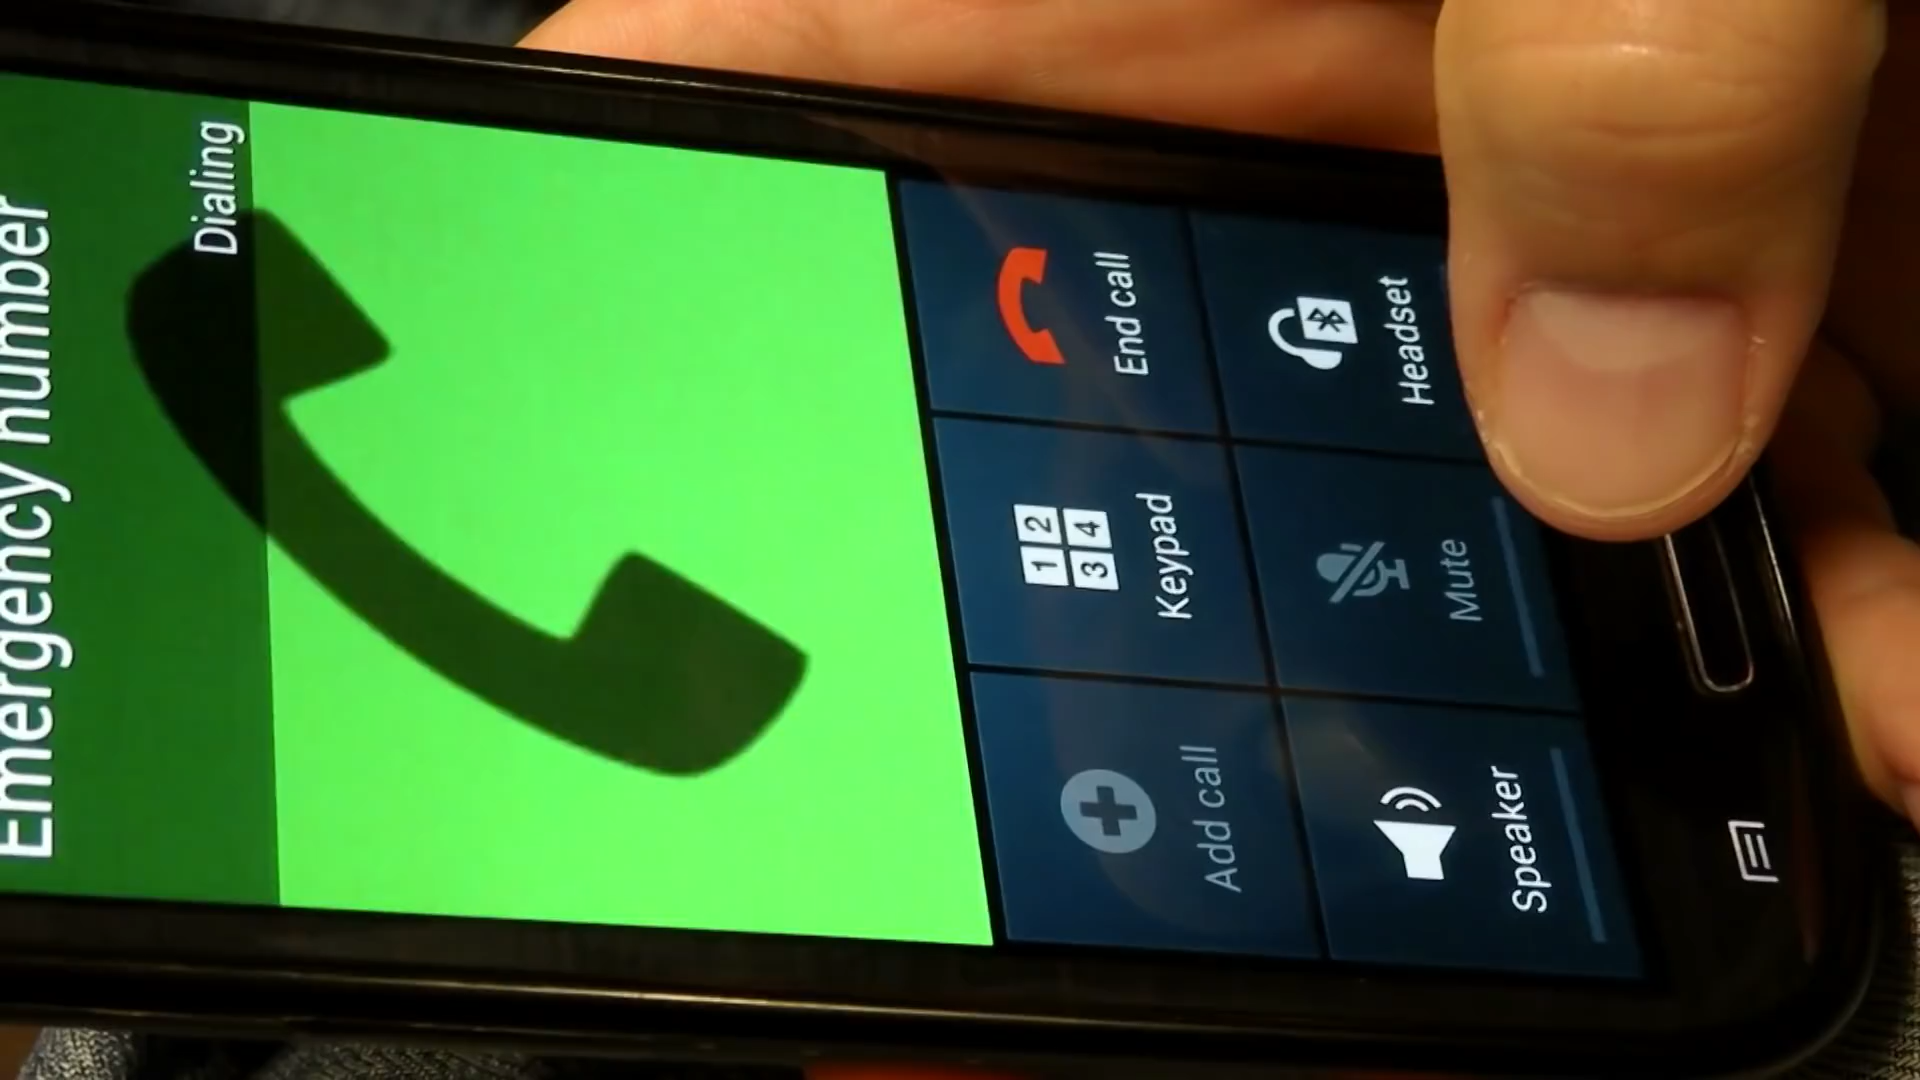 Emergency number
Dialing
Add call
Keypad
End call
Speaker
Mute
Headset
1 2
3 4